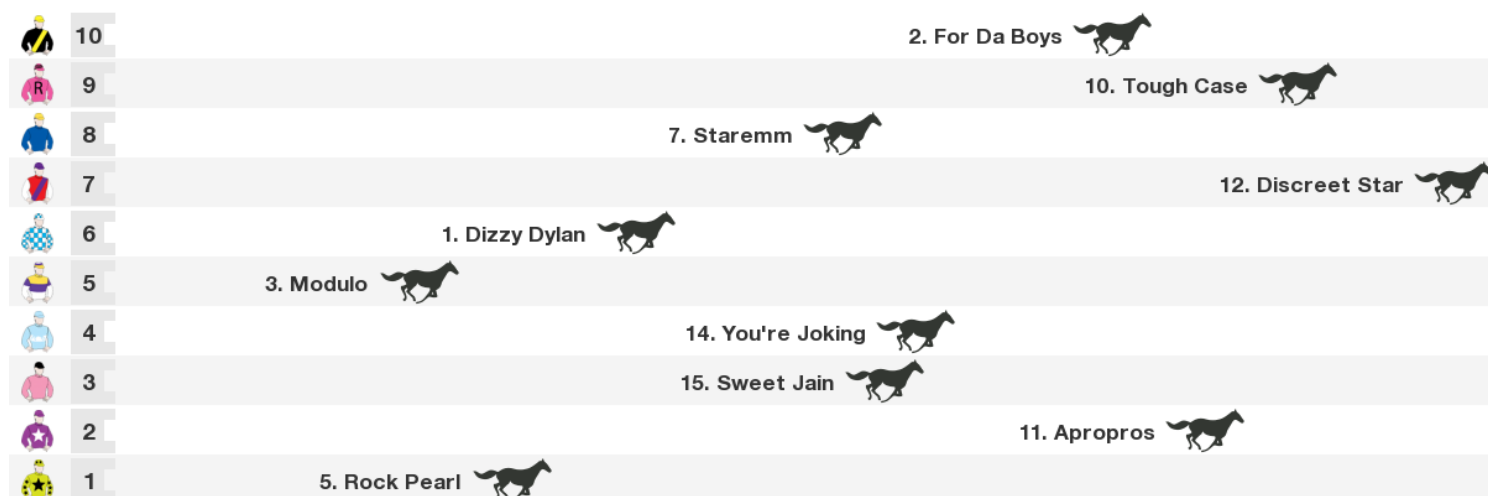 10 2. For Da Boys
9 10. Tough Case
R
8 7. Staremm
7 12. Discreet Star
6 1. Dizzy Dylan
5 3. Modulo
4 14. You're Joking
3 15. Sweet Jain
2 11. Apropros
1 5. Rock Pearl